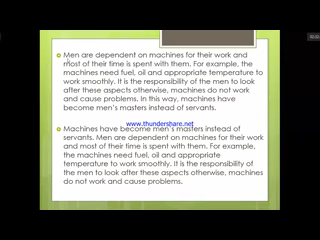 Men are dependent on machines for their work and
most of their time is spent with them. For example, the
machines need fuel, oil and appropriate temperature to
work smoothly. It is the responsibility of the men to look
after these aspects otherwise, machines do not work
and cause problems. In this way, machines have
become men's masters instead of servants.
www.thundershare.net
Machines have become men's masters instead of
servants. Men are dependent on machines for their work
and most of their time is spent with them. For example,
the machines need fuel, oil and appropriate
temperature to work smoothly. It is the responsibility of
the men to look after these aspects otherwise, machines
do not work and cause problems.